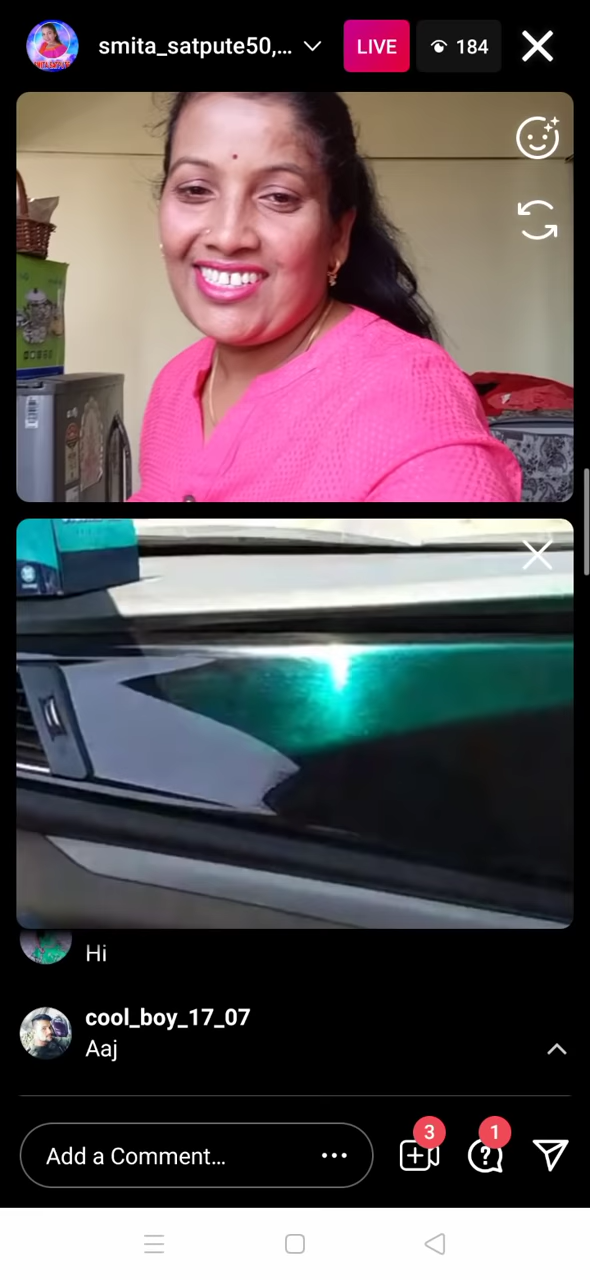 smita_satpute50,...
LIVE
184
Hi
cool_boy_17_07
Aaj
Add a Comment...
3
1